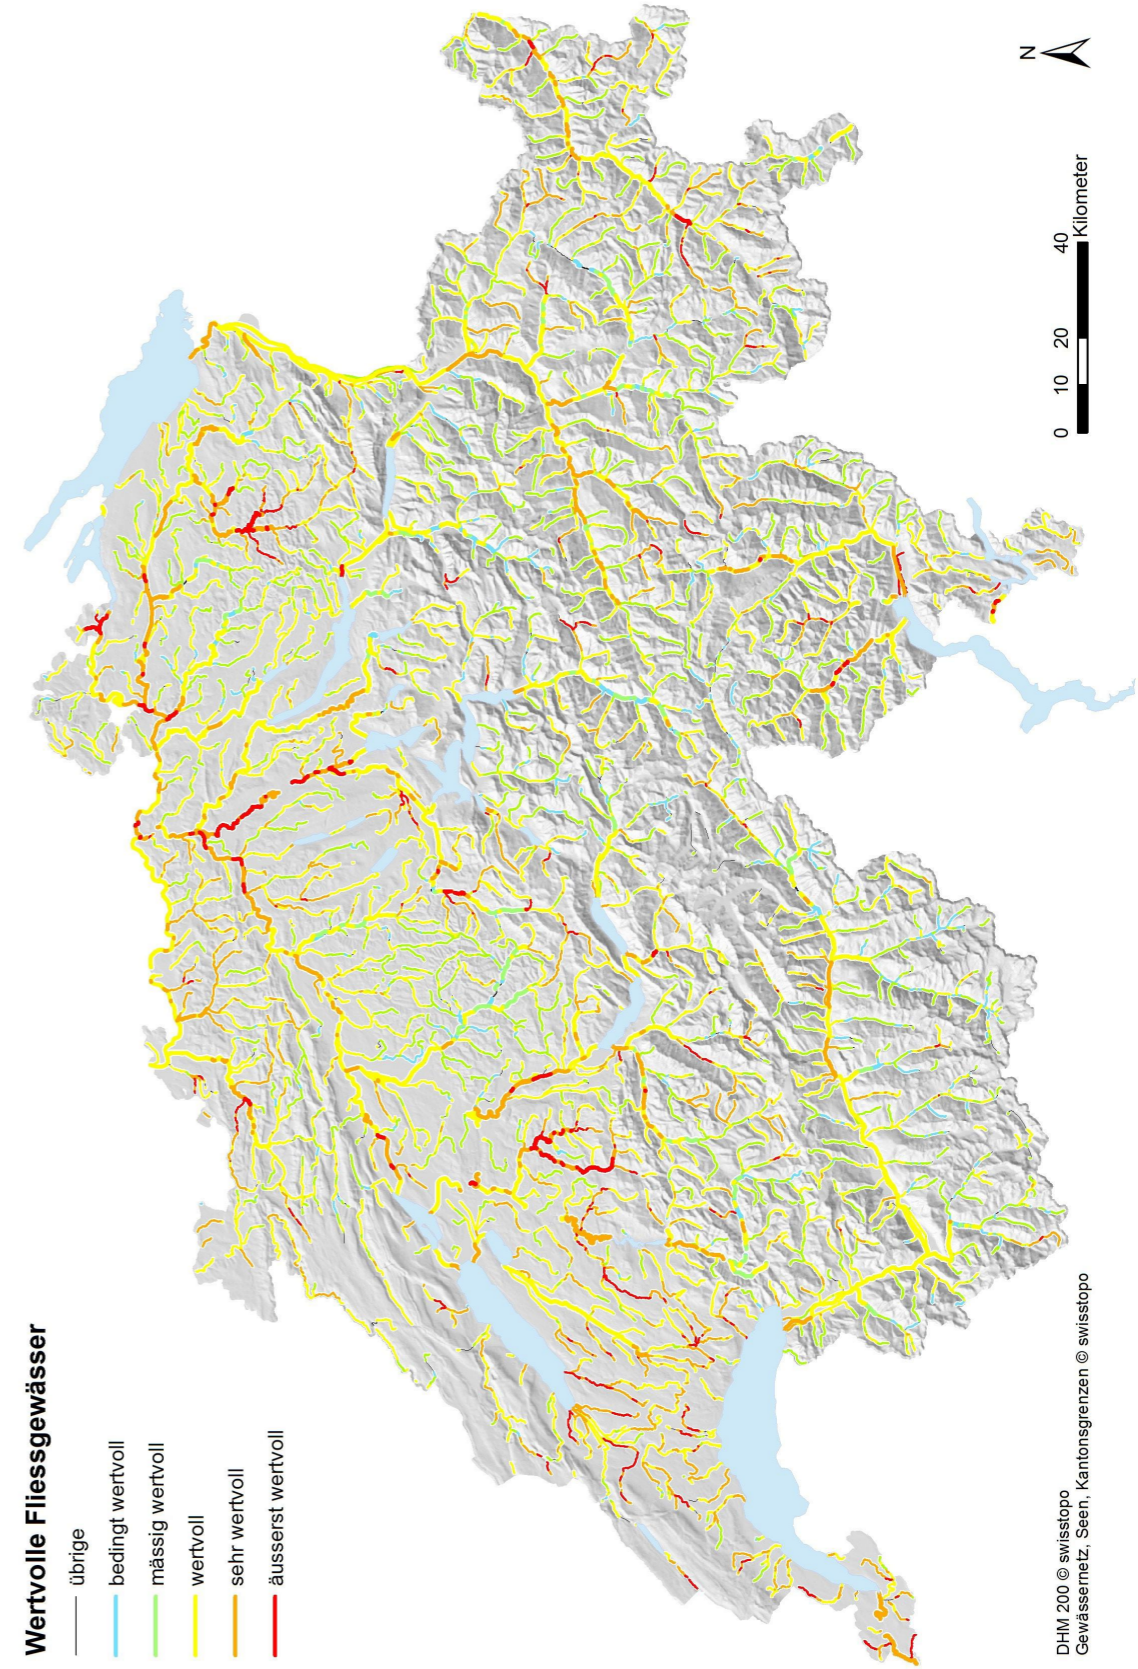 Wertvolle Fliessgewässer
übrige
bedingt wertvoll
mässig wertvoll
wertvoll
sehr wertvoll
äusserst wertvoll
N
0 10 20 40
Kilometer
DHM 200 © swisstopo
Gewässernetz, Seen, Kantonsgrenzen © swisstopo